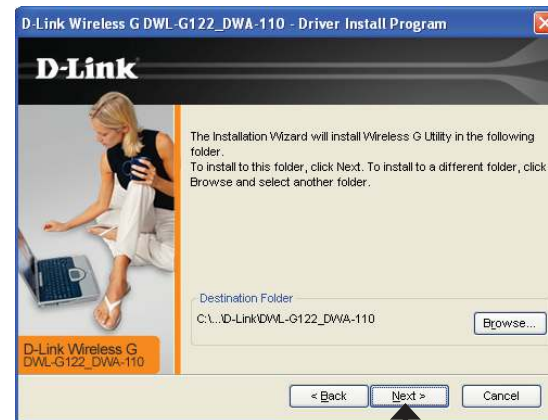 D-Link Wireless G DWL-G122_DWA-110 - Driver Install Program
D-Link
The Installation Wizard will install Wireless G Utility in the following
folder.
To install to this folder, click Next. To install to a different folder, click
Browse and select another folder.
Destination Folder
C:\...\D-Link\DWL-G122_DWA-110
Browse...
D-Link Wireless G
DWL-G122_DWA-110
< Back
Next >
Cancel